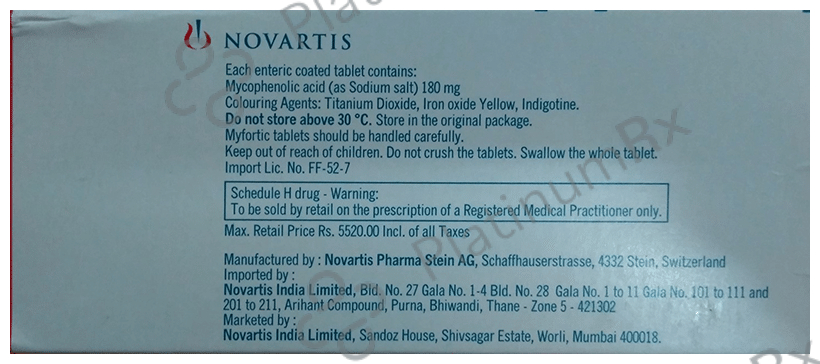 NOVARTIS
Each enteric coated tablet contains:
Mycophenolic acid (as Sodium salt) 180 mg
Colouring Agents: Titanium Dioxide, Iron oxide Yellow, Indigotine.
Do not store above 30 °C. Store in the original package.
Myfortic tablets should be handled carefully.
Keep out of reach of children. Do not crush the tablets. Swallow the whole tablet.
Import Lic. No. FF-52-7
Schedule H drug - Warning:
To be sold by retail on the prescription of a Registered Medical Practitioner only.
Max. Retail Price Rs. 5520.00 Incl. of all Taxes
Manufactured by : Novartis Pharma Stein AG, Schaffhauserstrasse, 4332 Stein, Switzerland
Imported by :
Novartis India Limited, Bld. No. 27 Gala No. 1-4 Bld. No. 28 Gala No. 1 to 11 Gala No. 101 to 111 and
201 to 211, Arihant Compound, Purna, Bhiwandi, Thane - Zone 5 - 421302
Marketed by :
Novartis India Limited, Sandoz House, Shivsagar Estate, Worli, Mumbai 400018.
PlatinumRx